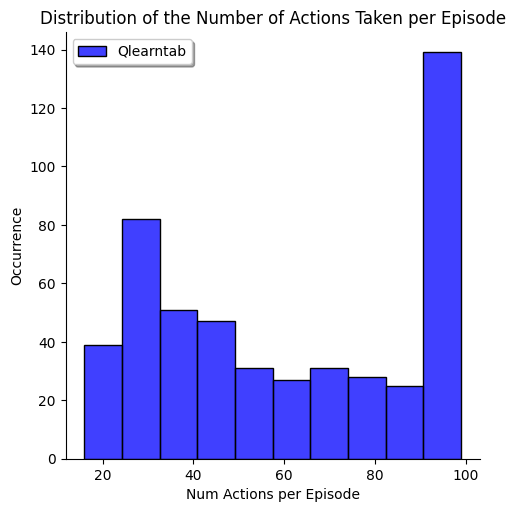 Distribution of the Number of Actions Taken per Episode
Qlearntab
140
120
100
80
60
40
20
0
Occurrence
20 40 60 80 100
Num Actions per Episode